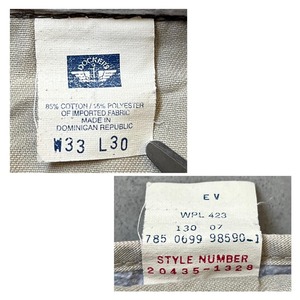 DOCKERS
85% COTTON / 15% POLYESTER
OF IMPORTED FABRIC
MADE IN
DOMINICAN REPUBLIC
W33 L30
EV
WPL 423
130 07
785 0699 98590-1
STYLE NUMBER
20435-1328